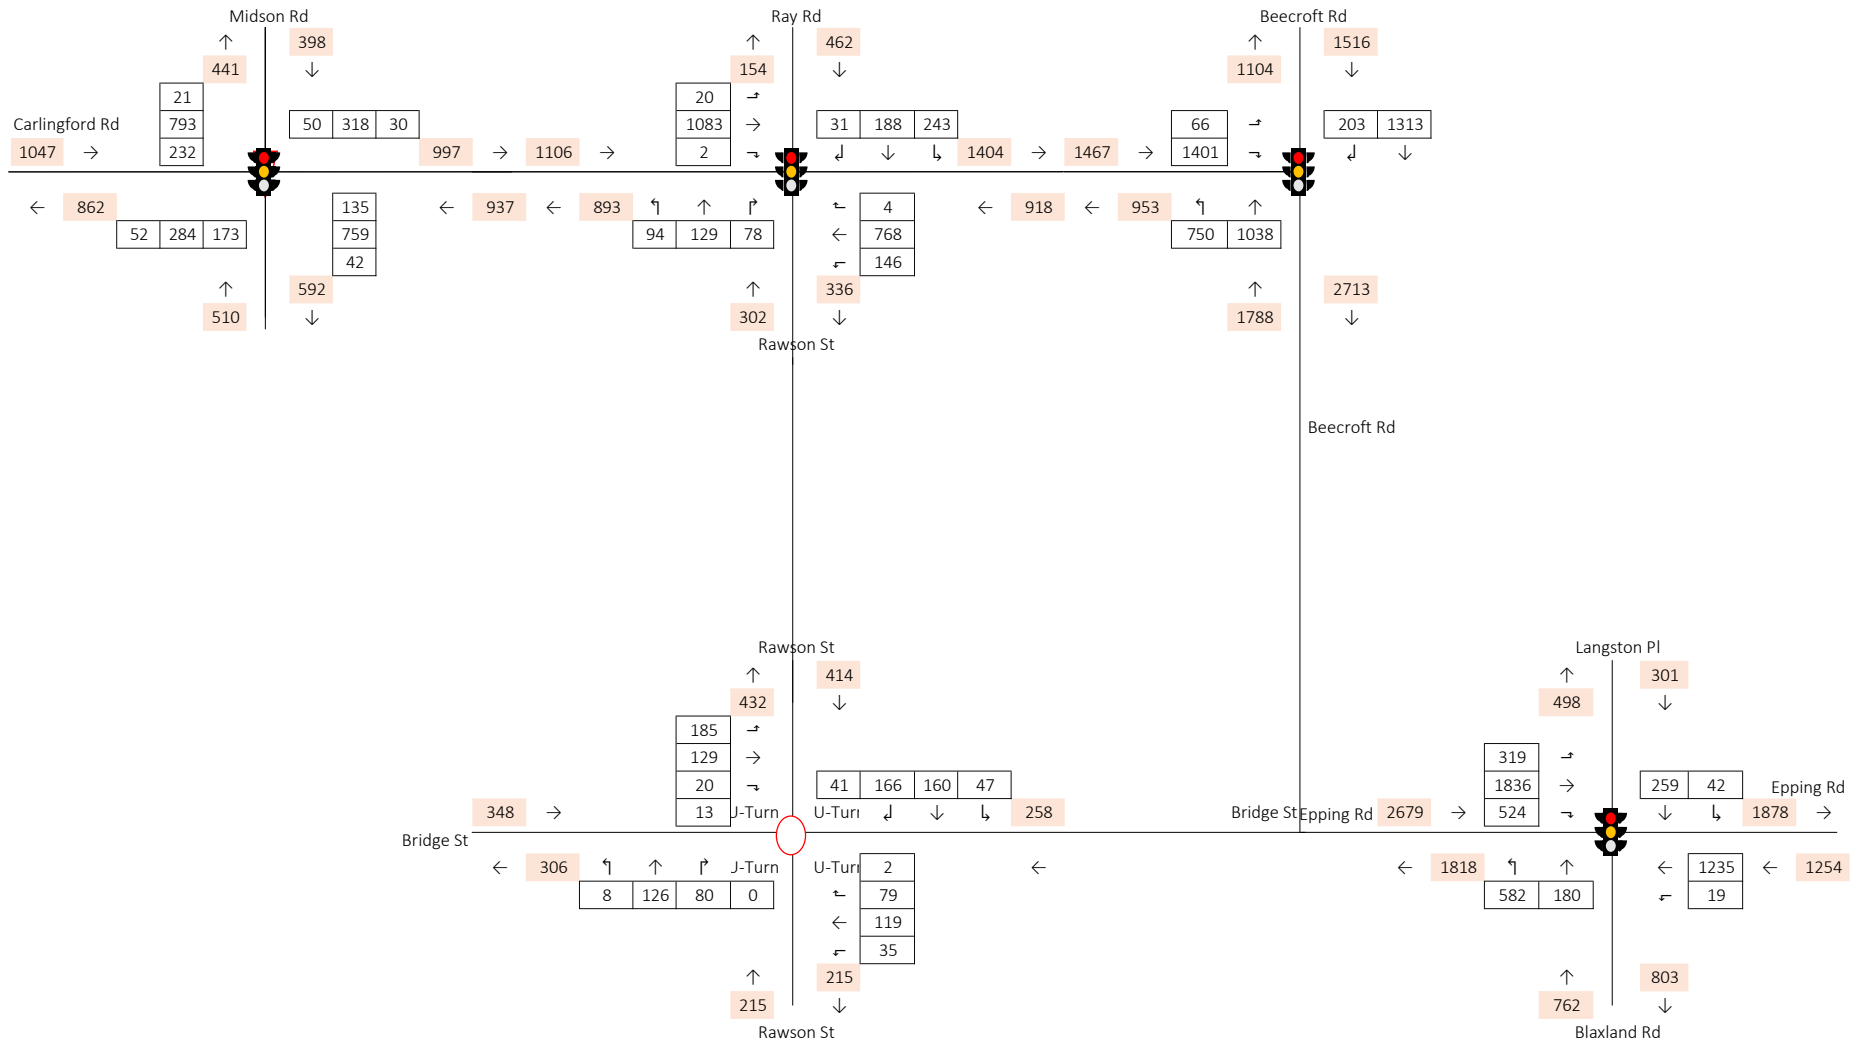 Midson Rd Ray Rd Beecroft Rd
↑ 398 ↑ 462 ↑ 1516
441 ↓ 154 ↓ 1104 ↓
21 20
Carlingford Rd 793 50 318 30 1083 → 31 188 243 66 203 1313
1047 → 232 997 → 1106 → 2 1404 → 1467 → 1401 ↓
← 862 135 ← 937 ← 893 ↑ 4 ← 918 ← 953 ↑
52 284 173 759 94 129 78 ← 768 750 1038
42 146
↑ 592 ↑ 336 ↑ 2713
510 ↓ 302 ↓ 1788 ↓
Rawson St
Beecroft Rd
Rawson St Langston Pl
↑ 414 ↑ 301
432 ↓ 498 ↓
185
129 → 319
20 41 166 160 47 1836 → 259 42 Epping Rd
348 → 13 U-Turn U-Turn 258 Bridge St Epping Rd 2679 → 524 1878 →
Bridge St
← 306 U-Turn U-Turn 2 ← ← 1818 ← 1235 ← 1254
8 126 80 0 79 582 180 19
← 119
35
↑ 215 ↑ 803
215 ↓ 762 ↓
Rawson St Blaxland Rd